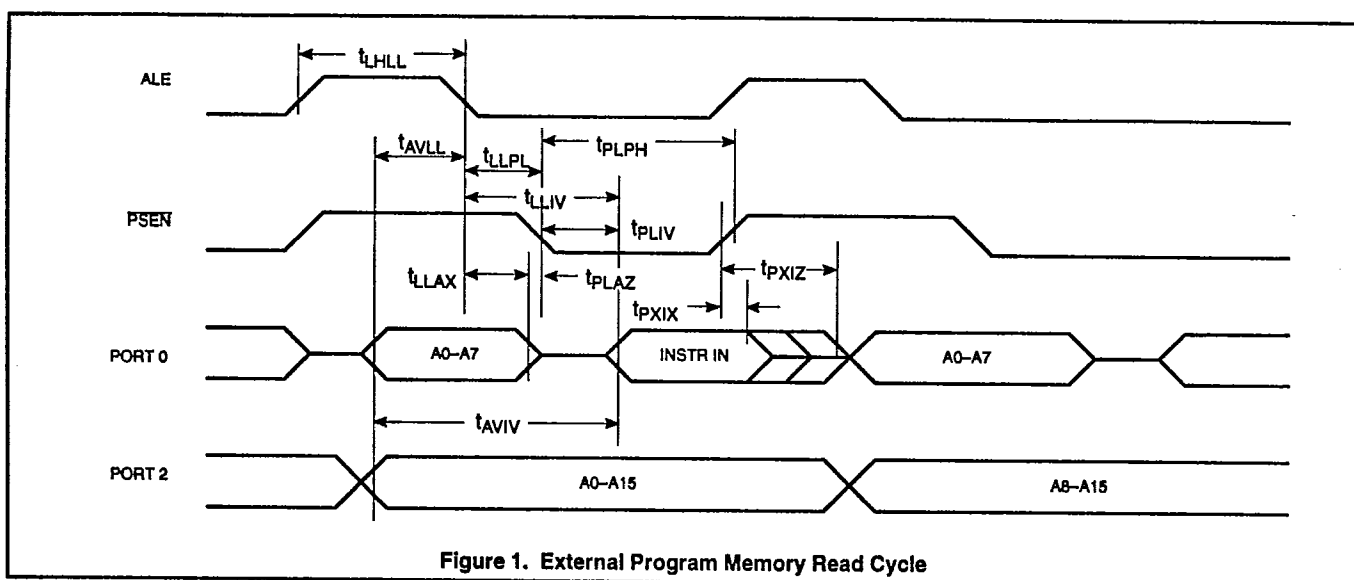 tLHLL
ALE
tAVLL
tLLPL
tPLPH
tLLIV
PSEN
tPLIV
tLLAX
tPLAZ
tPXIZ
tPXIX
PORT 0
A0–A7
INSTR IN
A0–A7
tAVIV
PORT 2
A0–A15
A8–A15
Figure 1. External Program Memory Read Cycle